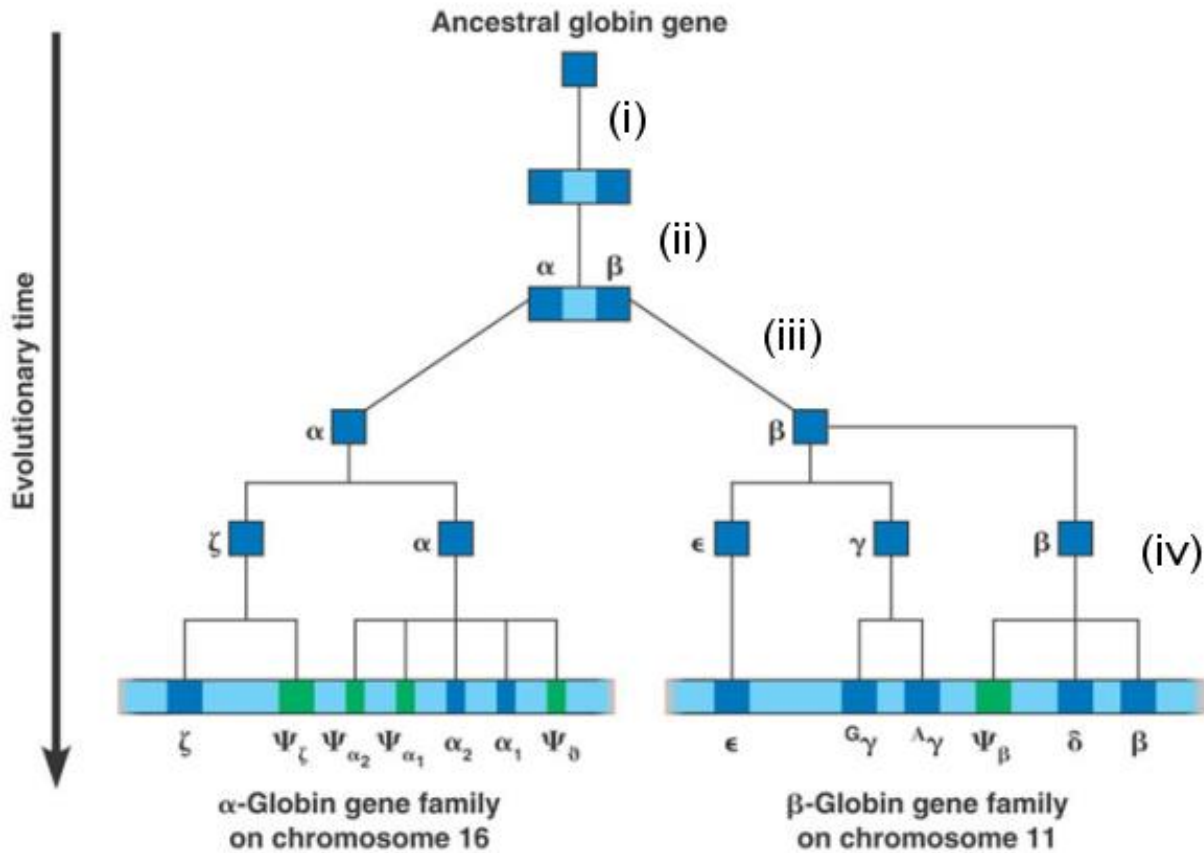 Ancestral globin gene
(i)
(ii)
α β
(iii)
Evolutionary time
α β
ζ α ϵ γ β
(iv)
ζ Ψζ Ψα2 Ψα1 α2 α1 Ψθ ϵ Gγ Aγ Ψβ δ β
α-Globin gene family
on chromosome 16
β-Globin gene family
on chromosome 11